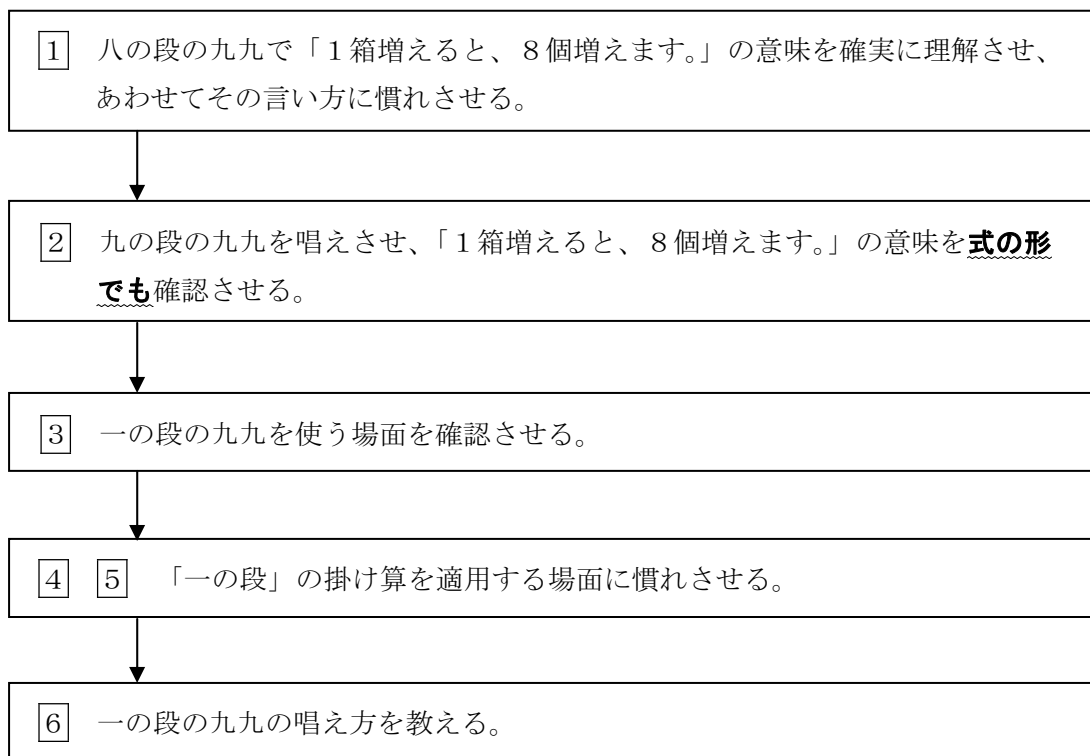 1 八の段の九九で「1箱増えると、8個増えます。」の意味を確実に理解させ、
あわせてその言い方に慣れさせる。
2 九の段の九九を唱えさせ、「1箱増えると、8個増えます。」の意味を式の形
でも確認させる。
3 一の段の九九を使う場面を確認させる。
4 5 「一の段」の掛け算を適用する場面に慣れさせる。
6 一の段の九九の唱え方を教える。